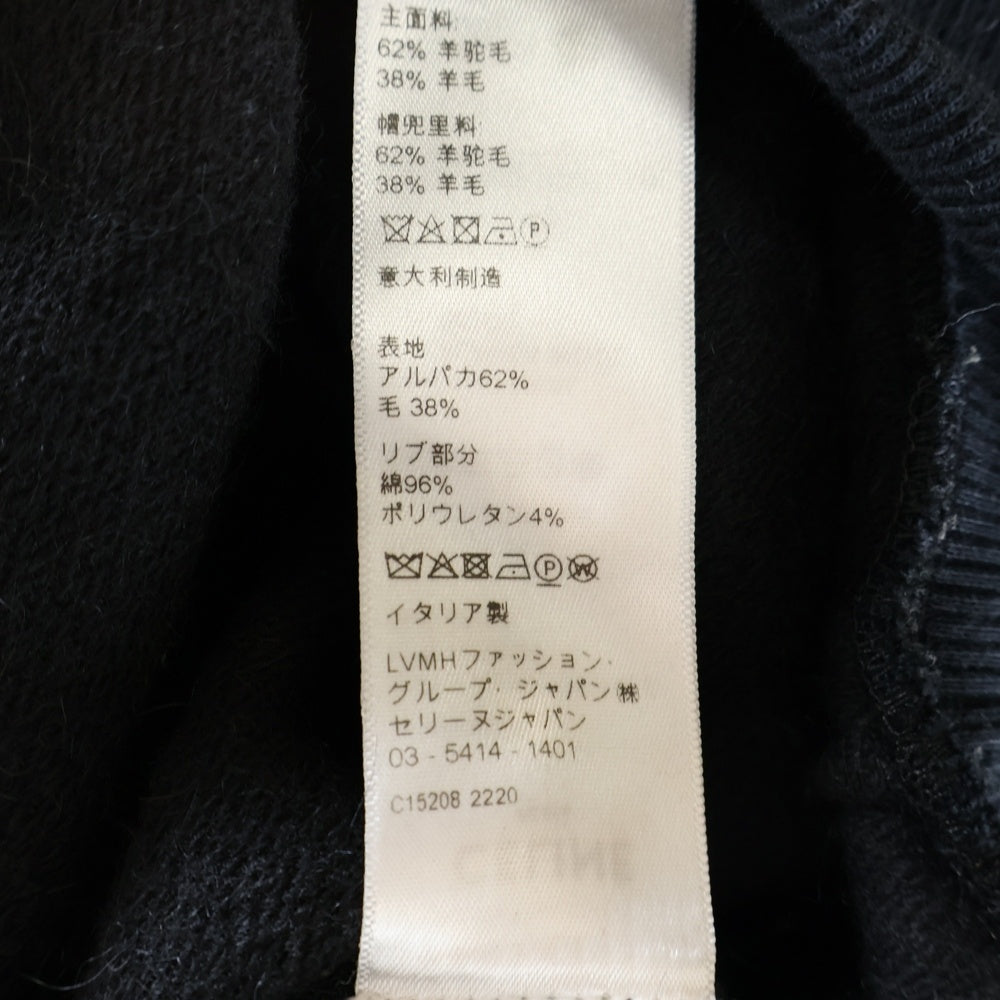 主面料
62% 羊驼毛
38% 羊毛
帽兜里料
62% 羊驼毛
38% 羊毛
P
意大利制造
表地
アルパカ62%
毛 38%
リブ部分
綿96%
ポリウレタン4%
P W
イタリア製
LVMHファッション・
グループ・ジャパン㈱
セリーヌジャパン
03 - 5414 - 1401
C15208 2220
CELINE